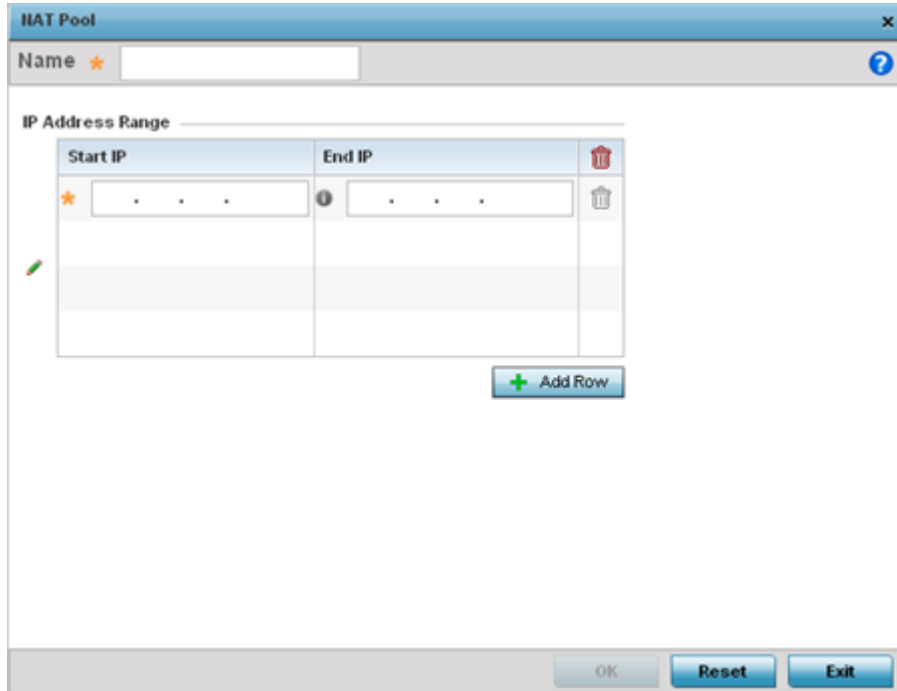 NAT Pool
Name
IP Address Range
Start IP
End IP
Add Row
OK
Reset
Exit